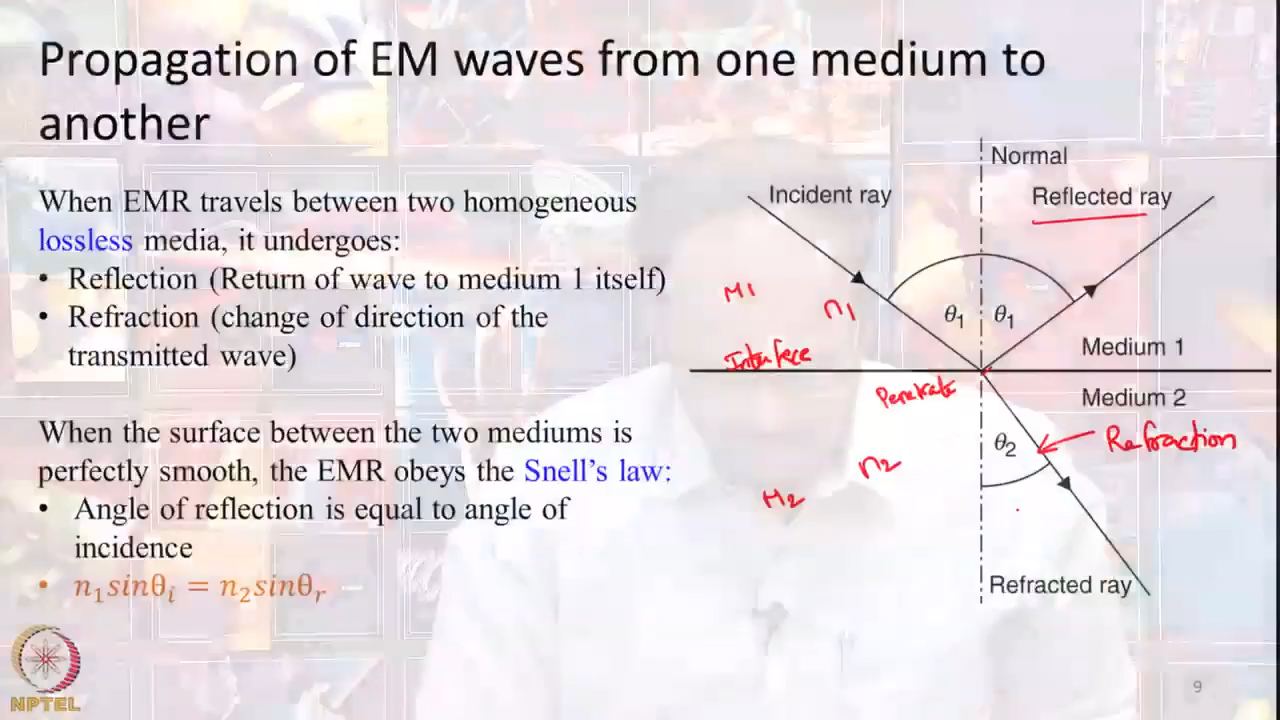 Propagation of EM waves from one medium to
another
When EMR travels between two homogeneous
lossless media, it undergoes:
• Reflection (Return of wave to medium 1 itself)
• Refraction (change of direction of the
transmitted wave)
When the surface between the two mediums is
perfectly smooth, the EMR obeys the Snell's law:
• Angle of reflection is equal to angle of
incidence
• n₁sinθᵢ = n₂sinθᵣ
Normal
Incident ray
Reflected ray
M1
n1
θ₁ θ₁
Interface
Medium 1
Penetrate
Medium 2
θ₂
Refraction
n2
M2
Refracted ray
NPTEL
9